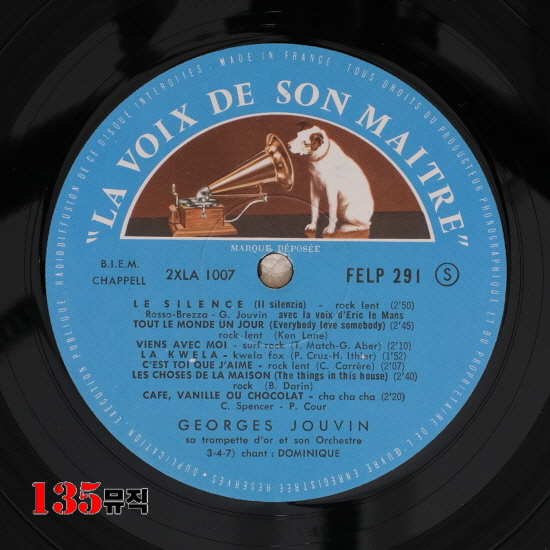 DUPLICATION - EXÉCUTION PUBLIQUE, RADIODIFFUSION DE CE DISQUE INTERDITES. MADE IN FRANCE. TOUS DROITS DU PRODUCTEUR PHONOGRAPHIQUE ET DU PROPRIÉTAIRE DE L'ŒUVRE ENREGISTRÉE RÉSERVÉS
"LA VOIX DE SON MAITRE"
MARQUE DÉPOSÉE
B.I.E.M.
CHAPPELL
2XLA 1007
FELP 291 S
LE SILENCE (Il silenzio) - rock lent (2'50)
Rosso-Brezza - G. Jouvin avec la voix d'Eric le Mans
TOUT LE MONDE UN JOUR (Everybody love somebody) (2'45)
rock lent (Ken Lane)
VIENS AVEC MOI - surf rock (T. Match-G. Aber) (2'10)
LA KWELA - kwela fox (P. Cruz-H. Ithier) (1'52)
C'EST TOI QUE J'AIME - rock lent (C. Carrère) (2'07)
LES CHOSES DE LA MAISON (The things in this house) (2'40)
rock (B. Darin)
CAFE, VANILLE OU CHOCOLAT - cha cha cha (2'20)
C. Spencer - P. Cour
GEORGES JOUVIN
sa trompette d'or et son Orchestre
3-4-7) chant : DOMINIQUE
135뮤직